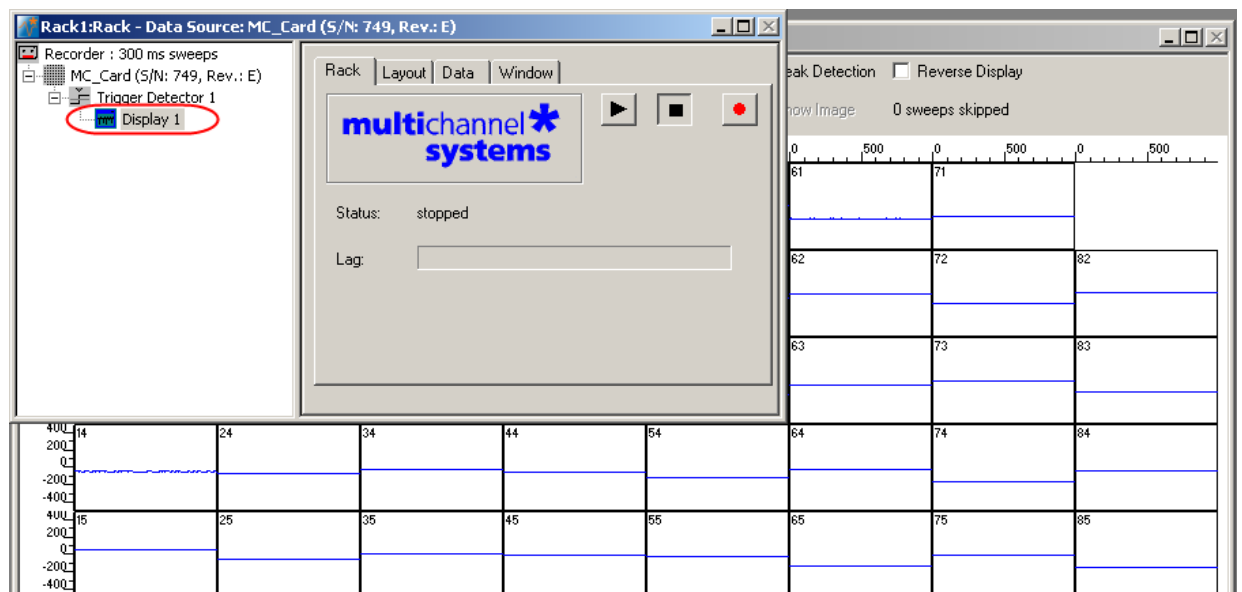 Rack1:Rack - Data Source: MC_Card (S/N: 749, Rev.: E)
Recorder : 300 ms sweeps
MC_Card (S/N: 749, Rev.: E)
Trigger Detector 1
Display 1
Rack Layout Data Window
multichannel
systems
Status: stopped
Lag:
Detection Reverse Display
Image 0 sweeps skipped
0 500 0 500 0 500
61 71
62 72 82
63 73 83
400 14 24 34 44 54 64 74 84
200
0
-200
-400
400 15 25 35 45 55 65 75 85
200
0
-200
-400